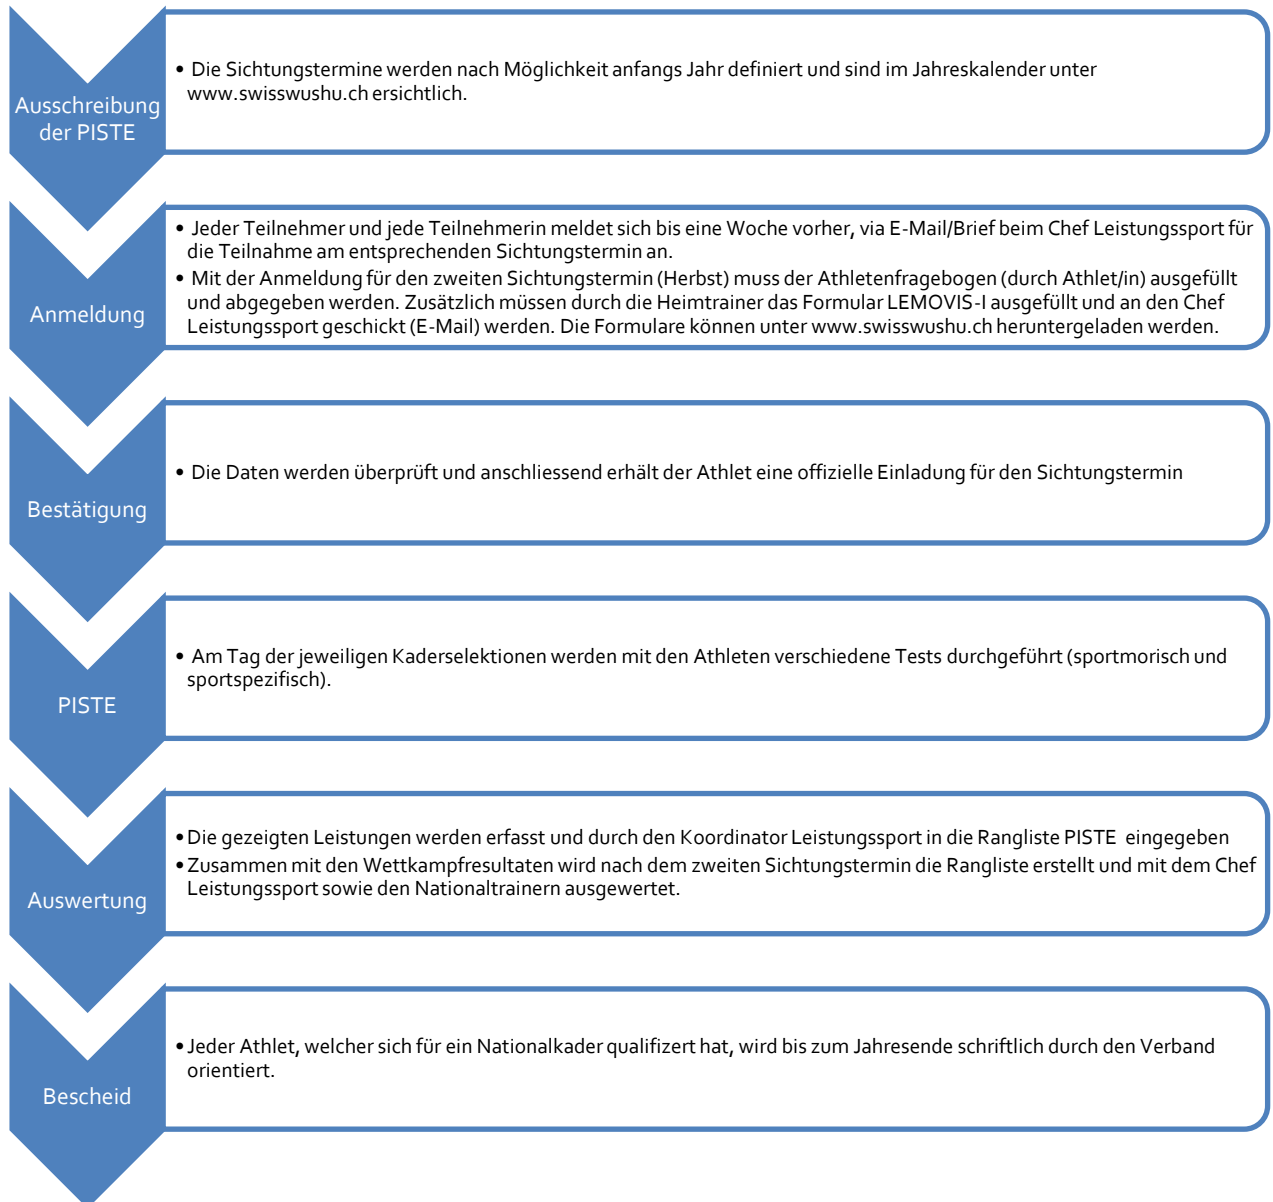 Ausschreibung
der PISTE
• Die Sichtungstermine werden nach Möglichkeit anfangs Jahr definiert und sind im Jahreskalender unter
www.swisswushu.ch ersichtlich.
Anmeldung
• Jeder Teilnehmer und jede Teilnehmerin meldet sich bis eine Woche vorher, via E-Mail/Brief beim Chef Leistungssport für
die Teilnahme am entsprechenden Sichtungstermin an.
• Mit der Anmeldung für den zweiten Sichtungstermin (Herbst) muss der Athletenfragebogen (durch Athlet/in) ausgefüllt
und abgegeben werden. Zusätzlich müssen durch die Heimtrainer das Formular LEMOVIS-I ausgefüllt und an den Chef
Leistungssport geschickt (E-Mail) werden. Die Formulare können unter www.swisswushu.ch heruntergeladen werden.
Bestätigung
• Die Daten werden überprüft und anschliessend erhält der Athlet eine offizielle Einladung für den Sichtungstermin
PISTE
• Am Tag der jeweiligen Kaderselektionen werden mit den Athleten verschiedene Tests durchgeführt (sportmorisch und
sportspezifisch).
Auswertung
• Die gezeigten Leistungen werden erfasst und durch den Koordinator Leistungssport in die Rangliste PISTE eingegeben
• Zusammen mit den Wettkampfresultaten wird nach dem zweiten Sichtungstermin die Rangliste erstellt und mit dem Chef
Leistungssport sowie den Nationaltrainern ausgewertet.
Bescheid
• Jeder Athlet, welcher sich für ein Nationalkader qualifizert hat, wird bis zum Jahresende schriftlich durch den Verband
orientiert.